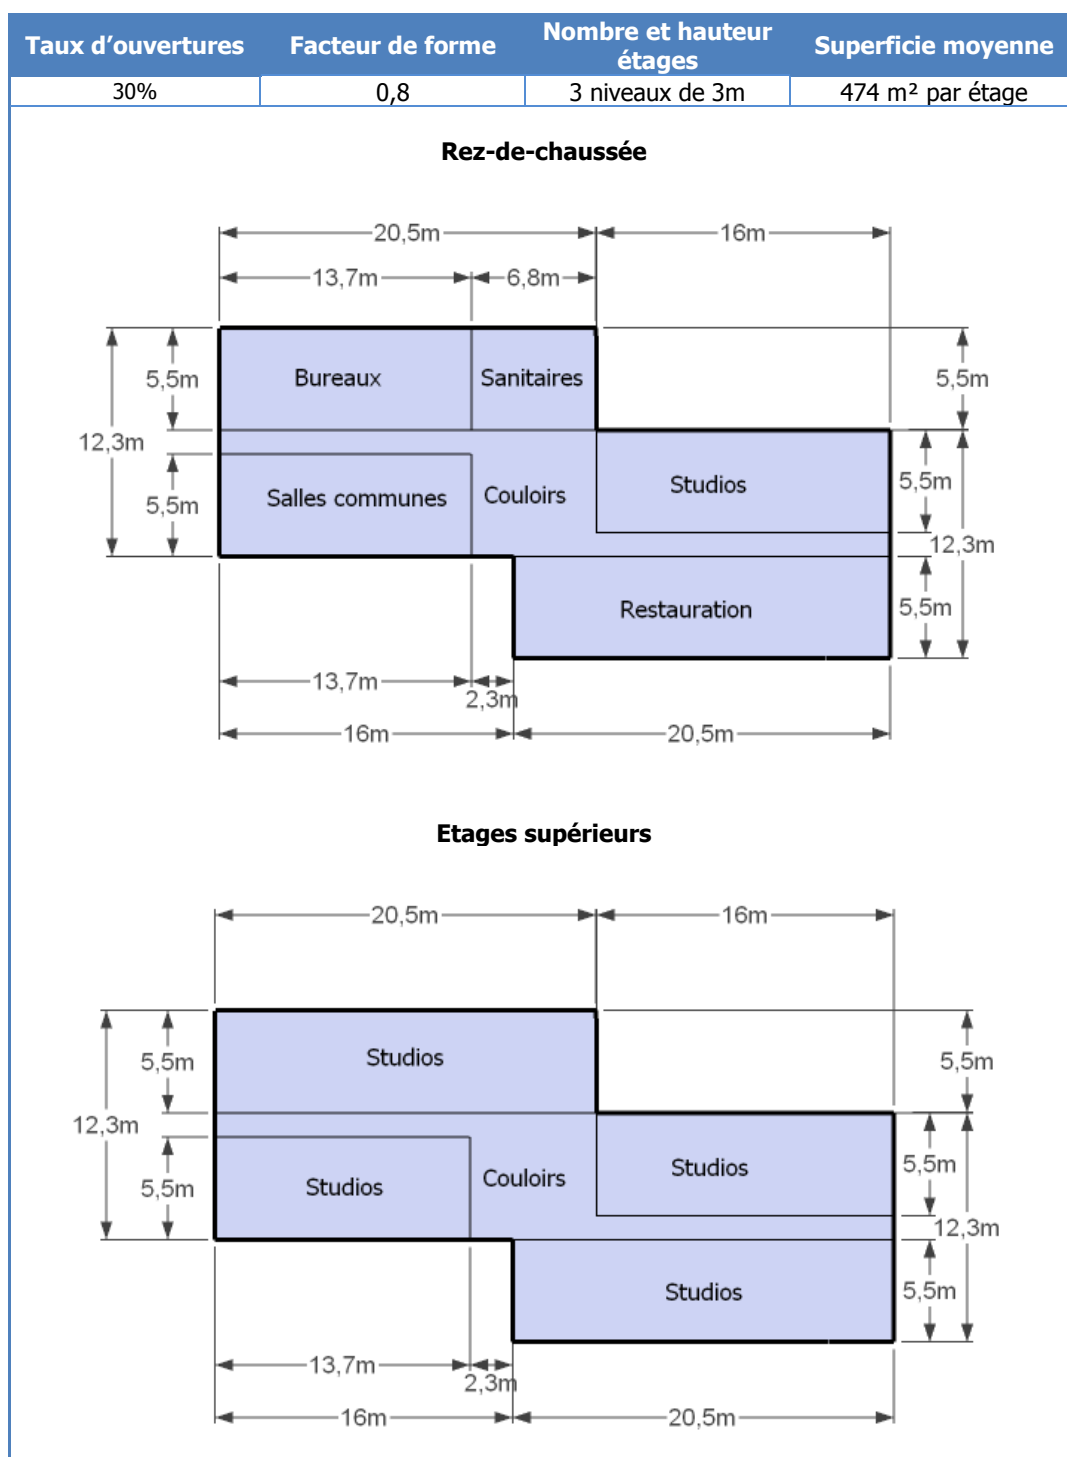 Taux d'ouvertures Facteur de forme Nombre et hauteur étages Superficie moyenne
30% 0,8 3 niveaux de 3m 474 m² par étage
Rez-de-chaussée
20,5m 16m
13,7m 6,8m
Bureaux Sanitaires
5,5m 5,5m
12,3m
5,5m
Salles communes Couloirs Studios
5,5m
12,3m
Restauration
5,5m
13,7m
2,3m
16m 20,5m
Etages supérieurs
20,5m 16m
Studios
5,5m 5,5m
12,3m
5,5m
Studios Couloirs Studios
5,5m
12,3m
Studios
5,5m
13,7m
2,3m
16m 20,5m